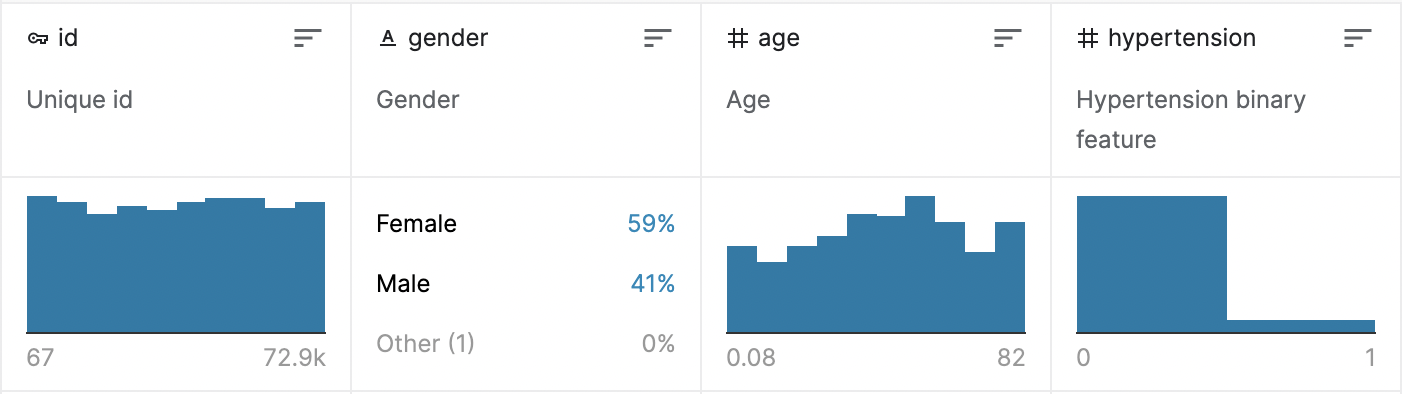 id
gender
age
hypertension
Unique id
Gender
Age
Hypertension binary
feature
Female 59%
Male 41%
Other (1) 0%
67 72.9k
0.08 82
0 1